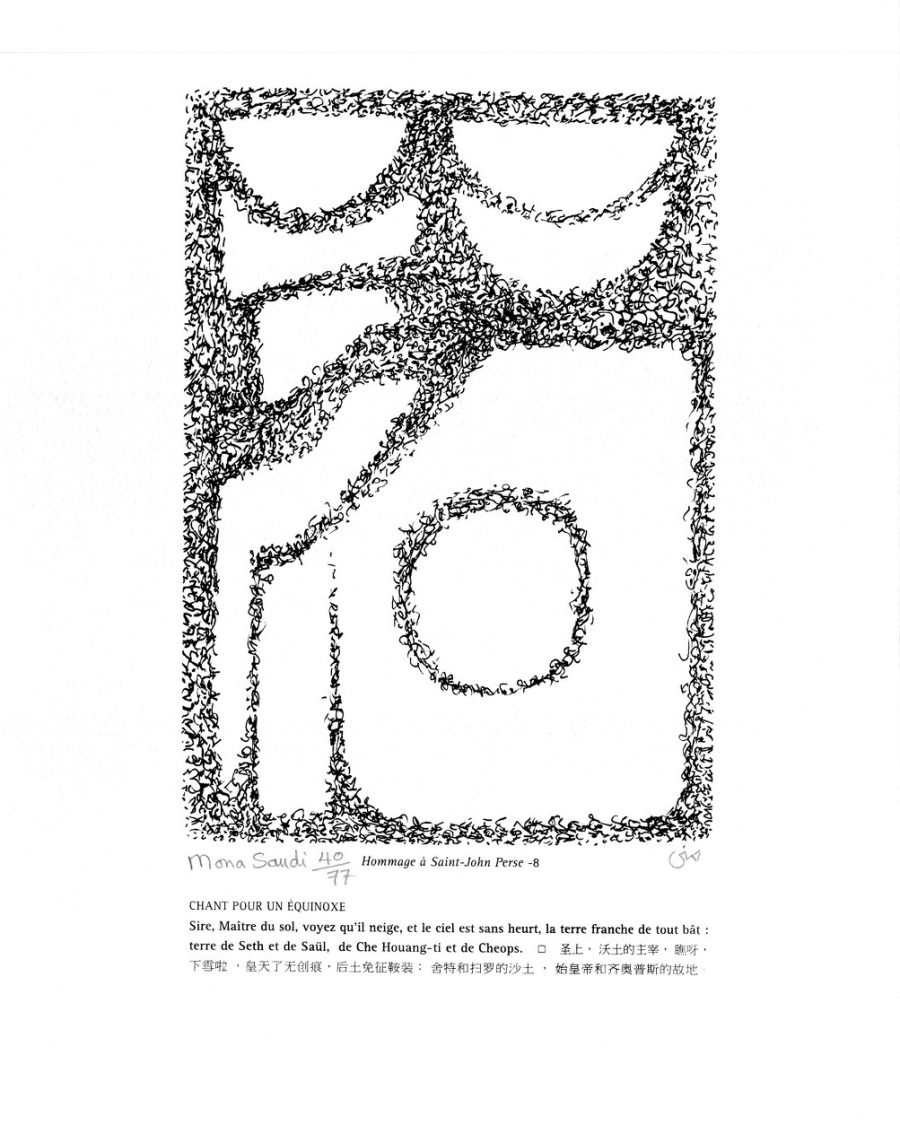 Mona Saudi 40/77 Hommage à Saint-John Perse -8 منى
CHANT POUR UN ÉQUINOXE
Sire, Maître du sol, voyez qu'il neige, et le ciel est sans heurt, la terre franche de tout bât :
terre de Seth et de Saül, de Che Houang-ti et de Cheops. □ 圣上，沃土的主宰，瞧呀，
下雪啦，皇天了无创痕，后土免征鞍装：舍特和扫罗的沙土，始皇帝和齐奥普斯的故地。